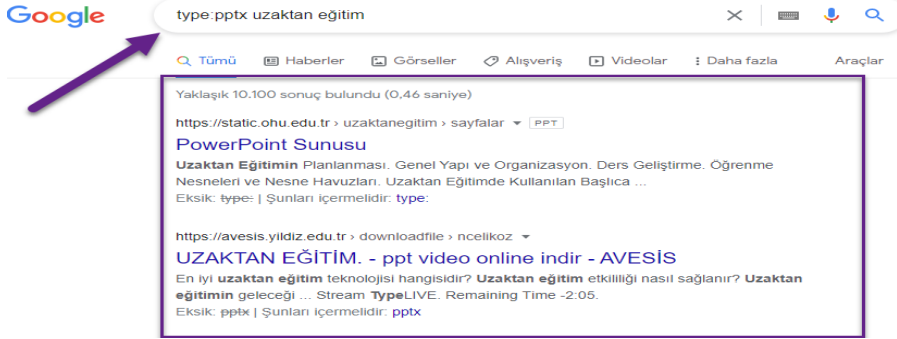 Google
type:pptx uzaktan eğitim
Tümü Haberler Görseller Alışveriş Videolar Daha fazla Araçlar
Yaklaşık 10.100 sonuç bulundu (0,46 saniye)
https://static.ohu.edu.tr › uzaktanegitim › sayfalar PPT
PowerPoint Sunusu
Uzaktan Eğitimin Planlanması. Genel Yapı ve Organizasyon. Ders Geliştirme. Öğrenme
Nesneleri ve Nesne Havuzları. Uzaktan Eğitimde Kullanılan Başlıca ...
Eksik: type: | Şunları içermelidir: type:
https://avesis.yildiz.edu.tr › downloadfile › ncelikoz
UZAKTAN EĞİTİM. - ppt video online indir - AVESİS
En iyi uzaktan eğitim teknolojisi hangisidir? Uzaktan eğitim etkililiği nasıl sağlanır? Uzaktan
eğitimin geleceği ... Stream TypeLIVE. Remaining Time -2:05.
Eksik: pptx | Şunları içermelidir: pptx